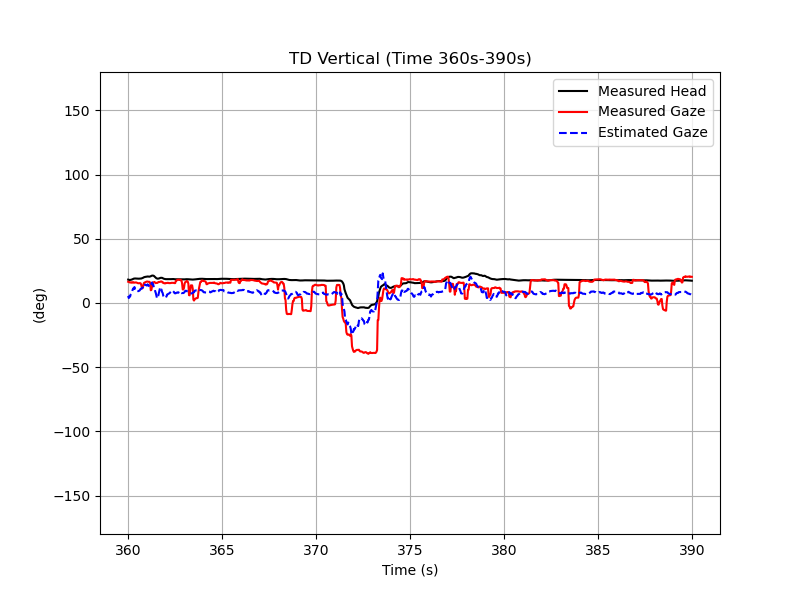 TD Vertical (Time 360s-390s)
Measured Head
Measured Gaze
Estimated Gaze
150
100
50
0
−50
−100
−150
(deg)
360
365
370
375
380
385
390
Time (s)